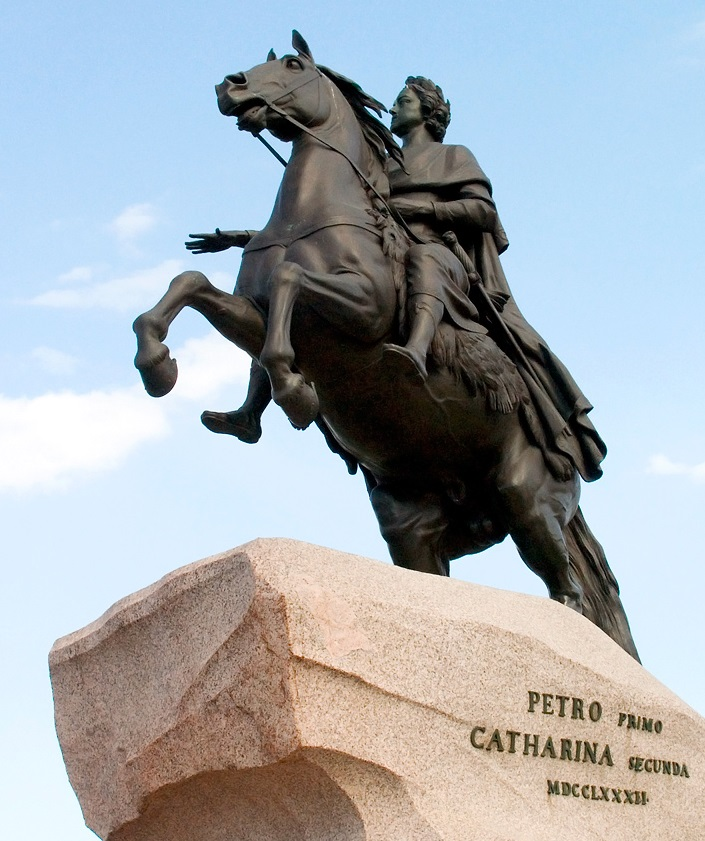 PETRO PRIMO
CATHARINA SECUNDA
MDCCLXXXII·